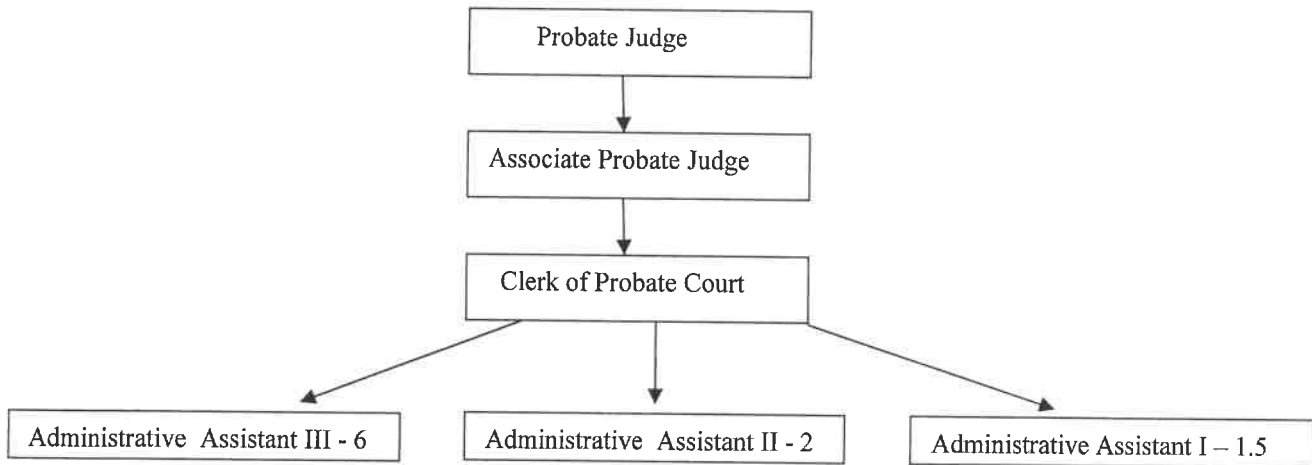 Probate Judge
Associate Probate Judge
Clerk of Probate Court
Administrative Assistant III - 6
Administrative Assistant II - 2
Administrative Assistant I – 1.5